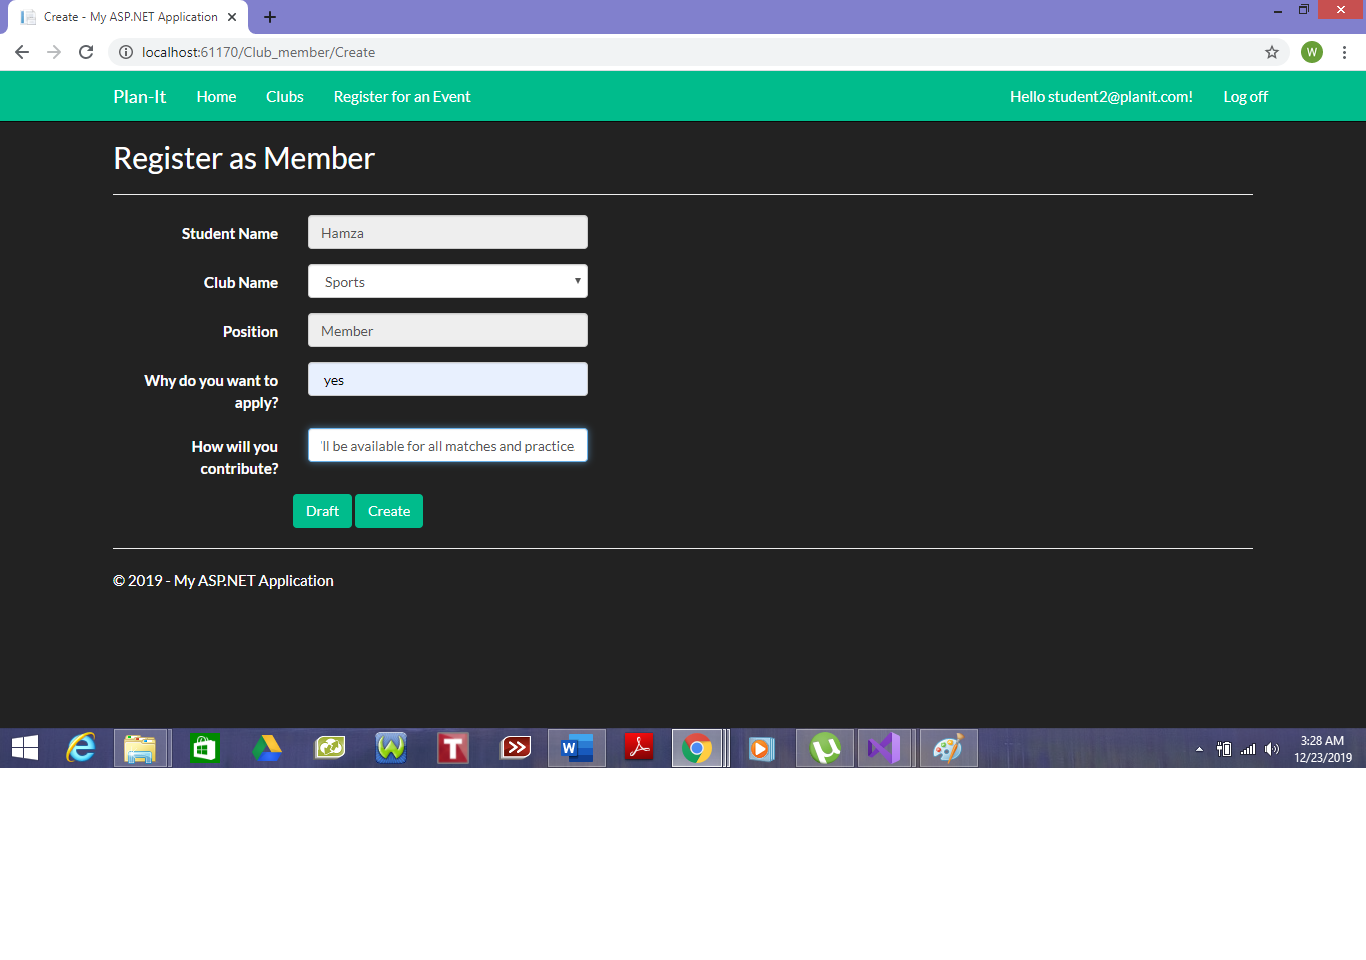 Create - My ASP.NET Application
localhost:61170/Club_member/Create
W
Plan-It Home Clubs Register for an Event Hello student2@planit.com! Log off
Register as Member
Student Name Hamza
Club Name Sports
Position Member
Why do you want to yes
apply?
How will you 'll be available for all matches and practice
contribute?
Draft Create
© 2019 - My ASP.NET Application
3:28 AM
12/23/2019